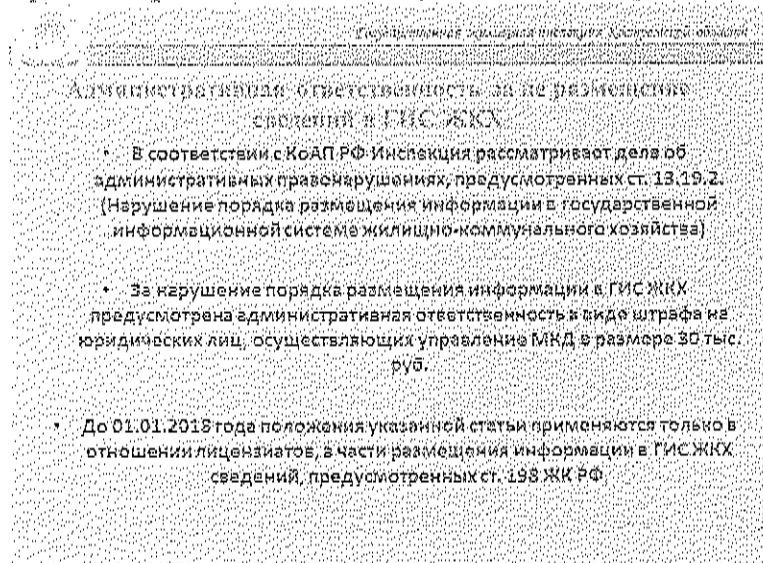 Государственная жилищная инспекция Костромской области
Административная ответственность за не размещение
сведений в ГИС ЖКХ
• В соответствии с КоАП РФ Инспекция рассматривает дела об
административных правонарушениях, предусмотренных ст. 13.19.2.
(Нарушение порядка размещения информации в государственной
информационной системе жилищно-коммунального хозяйства)
• За нарушение порядка размещения информации в ГИС ЖКХ
предусмотрена административная ответственность в виде штрафа на
юридических лиц, осуществляющих управление МКД в размере 30 тыс.
руб.
• До 01.01.2018 года положения указанной статьи применяются только в
отношении лицензиатов, в части размещения информации в ГИС ЖКХ
сведений, предусмотренных ст. 198 ЖК РФ